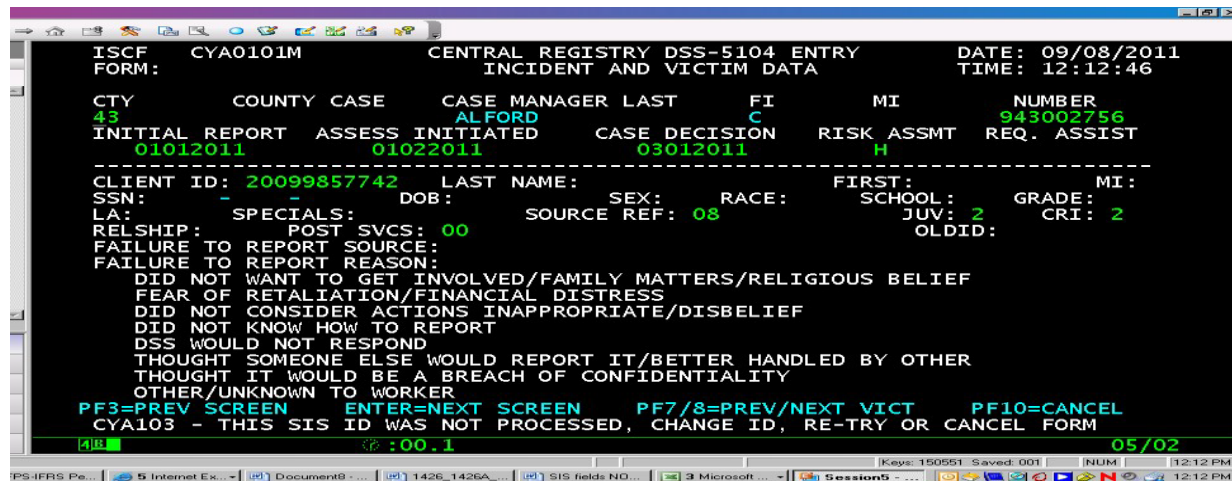 ISCF CYA0101M CENTRAL REGISTRY DSS-5104 ENTRY DATE: 09/08/2011
FORM: INCIDENT AND VICTIM DATA TIME: 12:12:46
CTY COUNTY CASE CASE MANAGER LAST FI MI NUMBER
43 ALFORD C 943002756
INITIAL REPORT ASSESS INITIATED CASE DECISION RISK ASSMT REQ. ASSIST
01012011 01022011 03012011 H
--------------------------------------------------------------------------------
CLIENT ID: 20099857742 LAST NAME: FIRST: MI:
SSN: - - DOB: SEX: RACE: SCHOOL: GRADE:
LA: SPECIALS: SOURCE REF: 08 JUV: 2 CRI: 2
RELSHIP: POST SVCS: 00 OLDID:
FAILURE TO REPORT SOURCE:
FAILURE TO REPORT REASON:
DID NOT WANT TO GET INVOLVED/FAMILY MATTERS/RELIGIOUS BELIEF
FEAR OF RETALIATION/FINANCIAL DISTRESS
DID NOT CONSIDER ACTIONS INAPPROPRIATE/DISBELIEF
DID NOT KNOW HOW TO REPORT
DSS WOULD NOT RESPOND
THOUGHT SOMEONE ELSE WOULD REPORT IT/BETTER HANDLED BY OTHER
THOUGHT IT WOULD BE A BREACH OF CONFIDENTIALITY
OTHER/UNKNOWN TO WORKER
PF3=PREV SCREEN ENTER=NEXT SCREEN PF7/8=PREV/NEXT VICT PF10=CANCEL
CYA103 - THIS SIS ID WAS NOT PROCESSED, CHANGE ID, RE-TRY OR CANCEL FORM
:00.1 05/02
Keys: 150551 Saved: 001 NUM 12:12 PM
PS-IFRS Pe... 5 Internet Ex... Document8 - ... 1426_1426A_... SIS fields NO... 3 Microsoft ... Session5 - ... 12:12 PM